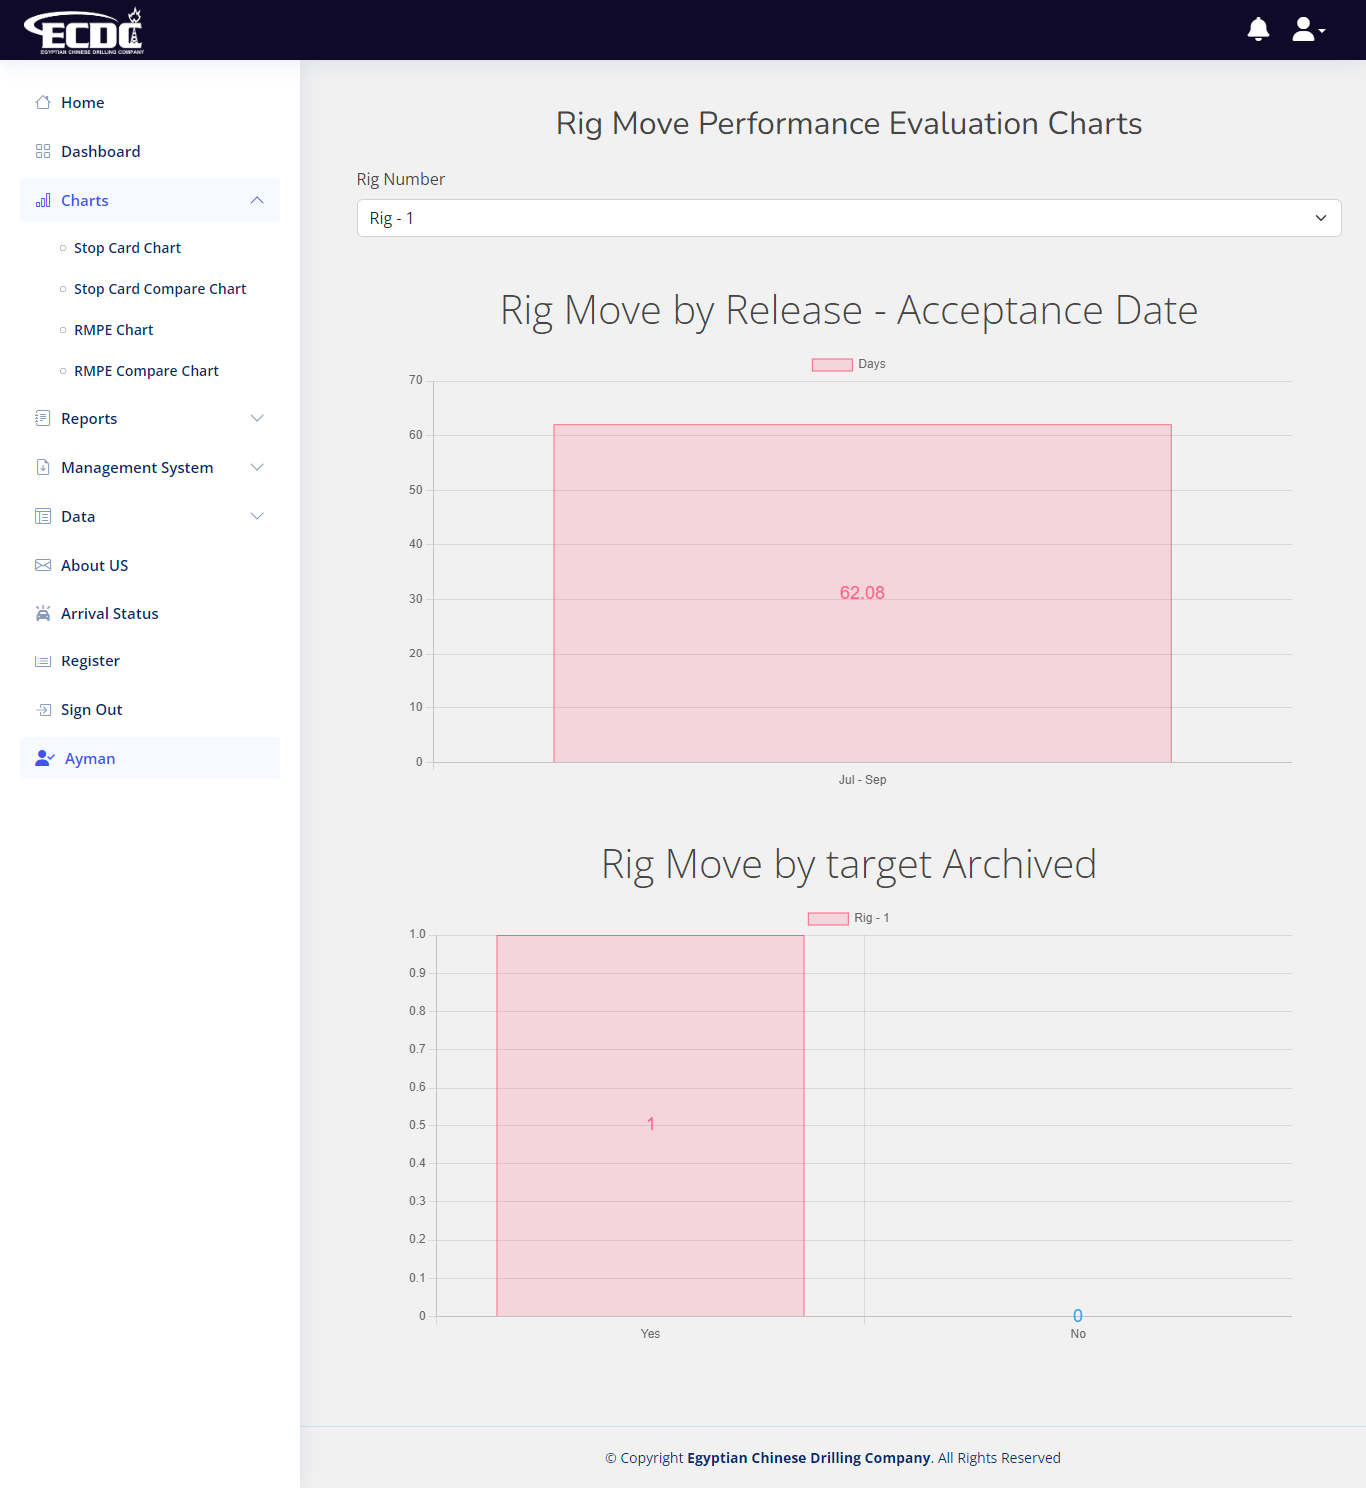 ECDC
EGYPTIAN CHINESE DRILLING COMPANY
Home
Dashboard
Charts
Stop Card Chart
Stop Card Compare Chart
RMPE Chart
RMPE Compare Chart
Reports
Management System
Data
About US
Arrival Status
Register
Sign Out
Ayman
Rig Move Performance Evaluation Charts
Rig Number
Rig - 1
Rig Move by Release - Acceptance Date
Days
70
60
50
40
30
20
10
0
62.08
Jul - Sep
Rig Move by target Archived
Rig - 1
1.0
0.9
0.8
0.7
0.6
0.5
0.4
0.3
0.2
0.1
0
1
0
Yes
No
© Copyright Egyptian Chinese Drilling Company. All Rights Reserved